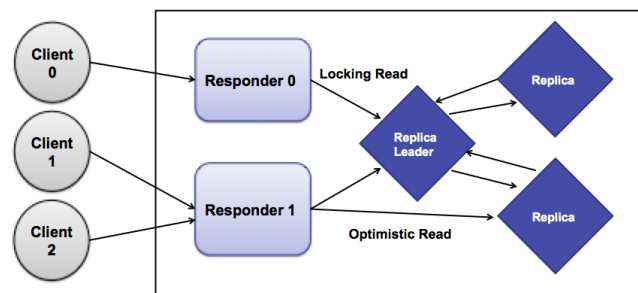 Client
0
Responder 0
Locking Read
Replica
Client
1
Replica
Leader
Responder 1
Client
2
Optimistic Read
Replica